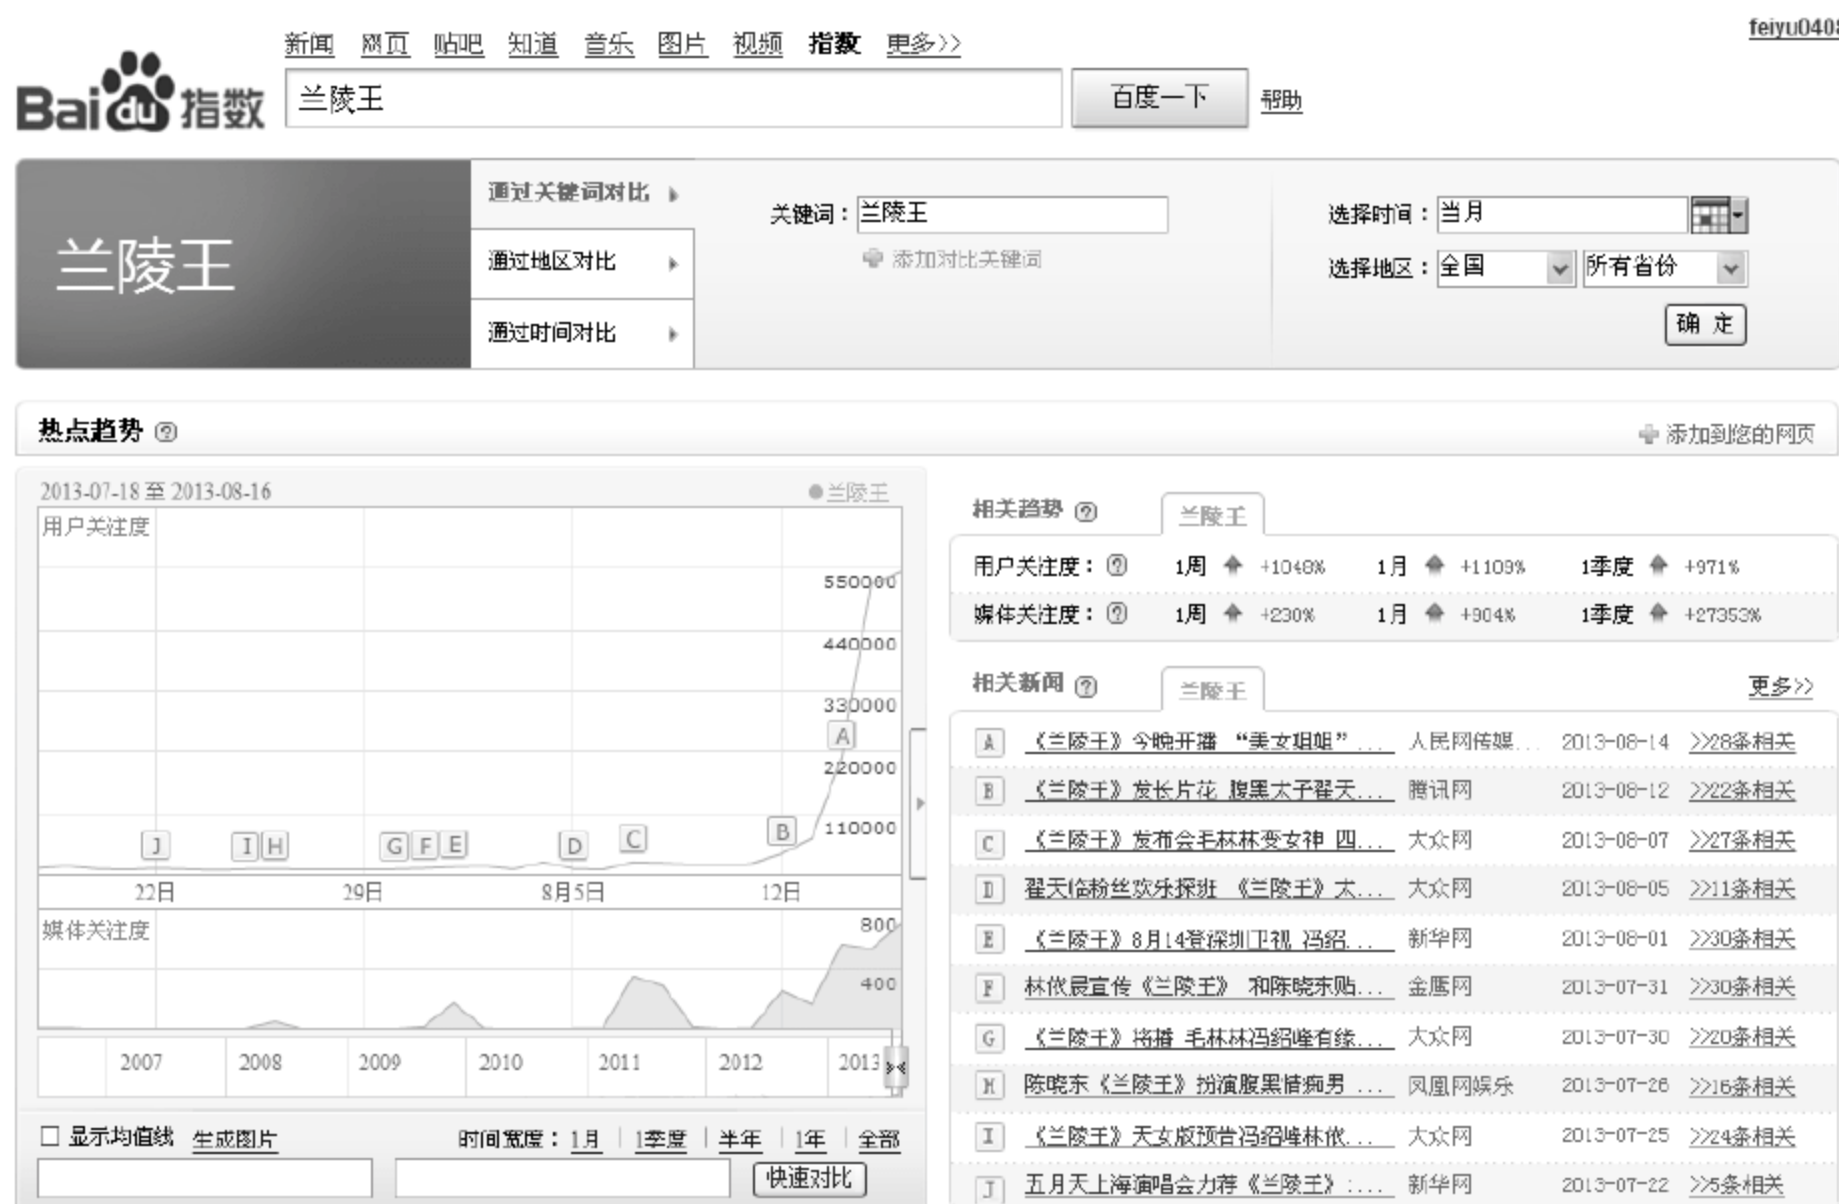 feiyu0408
新闻 网页 贴吧 知道 音乐 图片 视频 指数 更多>>
Bai du 指数 兰陵王 百度一下 帮助
兰陵王
通过关键词对比
通过地区对比
通过时间对比
关键词：兰陵王
添加对比关键词
选择时间：当月
选择地区：全国 所有省份
确 定
热点趋势 ? 添加到您的网页
2013-07-18 至 2013-08-16 兰陵王
用户关注度
550000
440000
330000
A
220000
110000
J I H G F E D C B
22日 29日 8月5日 12日
媒体关注度
800
400
2007 2008 2009 2010 2011 2012 2013
显示均值线 生成图片 时间宽度：1月 | 1季度 | 半年 | 1年 | 全部
快速对比
相关趋势 ? 兰陵王
用户关注度：? 1周 +1048% 1月 +1109% 1季度 +971%
媒体关注度：? 1周 +230% 1月 +904% 1季度 +27353%
相关新闻 ? 兰陵王 更多>>
A 《兰陵王》今晚开播 “美女姐姐” ... 人民网传媒... 2013-08-14 >>28条相关
B 《兰陵王》发长片花 腹黑太子翟天... 腾讯网 2013-08-12 >>22条相关
C 《兰陵王》发布会毛林林变女神 四... 大众网 2013-08-07 >>27条相关
D 翟天临粉丝欢乐探班 《兰陵王》太... 大众网 2013-08-05 >>11条相关
E 《兰陵王》8月14登深圳卫视 冯绍... 新华网 2013-08-01 >>30条相关
F 林依晨宣传《兰陵王》 和陈晓东贴... 金鹰网 2013-07-31 >>30条相关
G 《兰陵王》将播 毛林林冯绍峰有缘... 大众网 2013-07-30 >>20条相关
H 陈晓东《兰陵王》扮演腹黑情痴男 ... 凤凰网娱乐 2013-07-26 >>16条相关
I 《兰陵王》天女版预告冯绍峰林依... 大众网 2013-07-25 >>24条相关
J 五月天上海演唱会力荐《兰陵王》:... 新华网 2013-07-22 >>5条相关